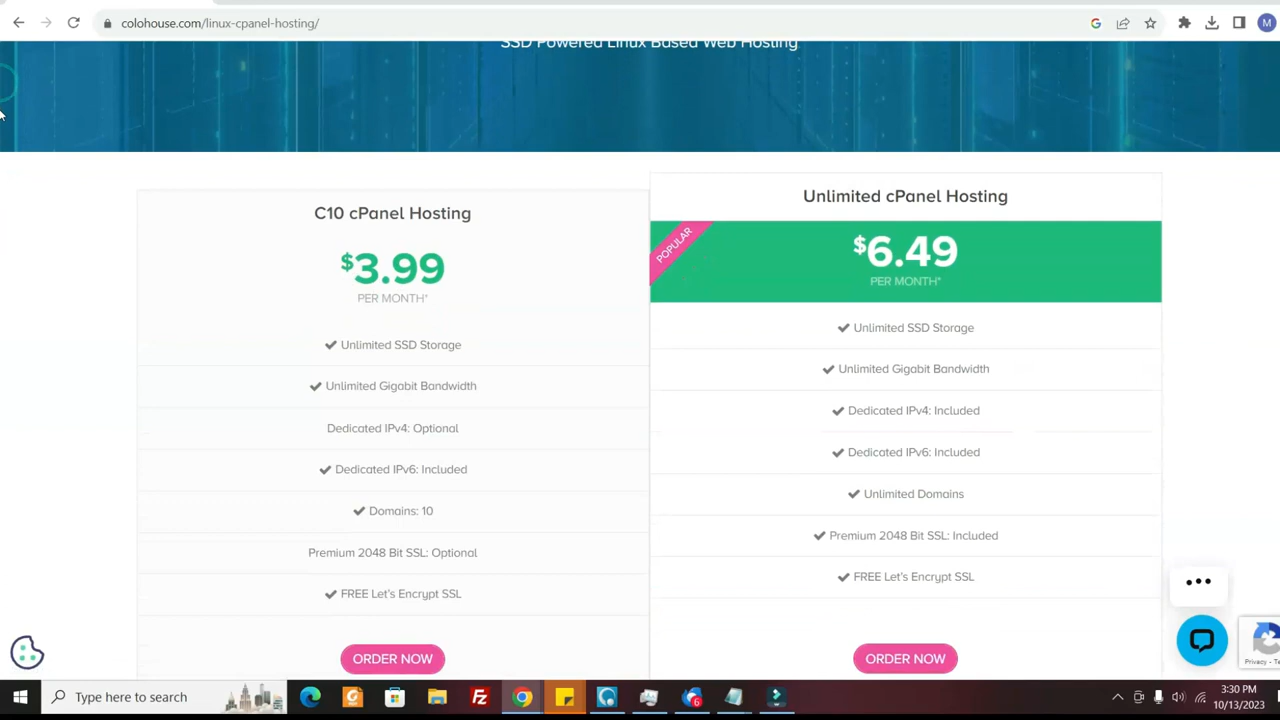 colohouse.com/linux-cpanel-hosting/
M
SSD Powered Linux Based Web Hosting
C10 cPanel Hosting
$3.99
PER MONTH*
Unlimited SSD Storage
Unlimited Gigabit Bandwidth
Dedicated IPv4: Optional
Dedicated IPv6: Included
Domains: 10
Premium 2048 Bit SSL: Optional
FREE Let's Encrypt SSL
ORDER NOW
Unlimited cPanel Hosting
POPULAR
$6.49
PER MONTH*
Unlimited SSD Storage
Unlimited Gigabit Bandwidth
Dedicated IPv4: Included
Dedicated IPv6: Included
Unlimited Domains
Premium 2048 Bit SSL: Included
FREE Let's Encrypt SSL
ORDER NOW
Privacy - Te
Type here to search
6
3:30 PM
10/13/2023